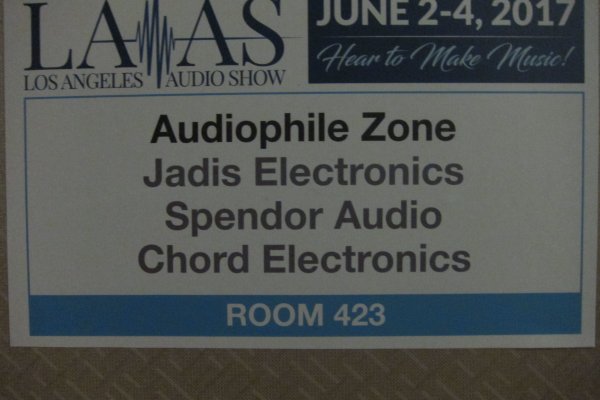 LAAS
LOS ANGELES AUDIO SHOW
JUNE 2-4, 2017
Hear to Make Music!
Audiophile Zone
Jadis Electronics
Spendor Audio
Chord Electronics
ROOM 423